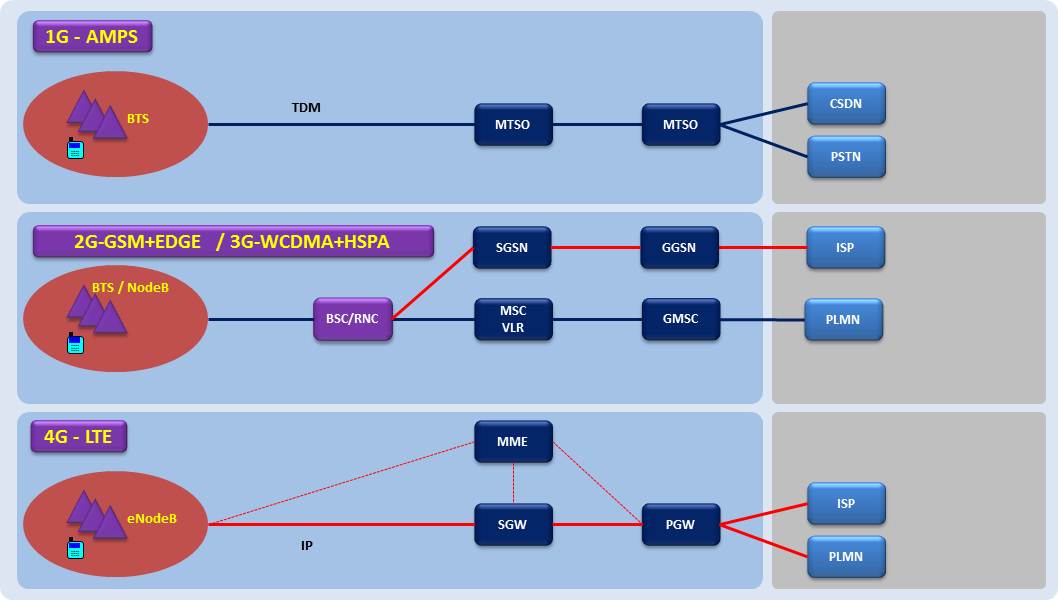 1G - AMPS
BTS
TDM
MTSO
MTSO
CSDN
PSTN
2G-GSM+EDGE / 3G-WCDMA+HSPA
BTS / NodeB
BSC/RNC
SGSN
GGSN
ISP
MSC
VLR
GMSC
PLMN
4G - LTE
eNodeB
IP
MME
SGW
PGW
ISP
PLMN